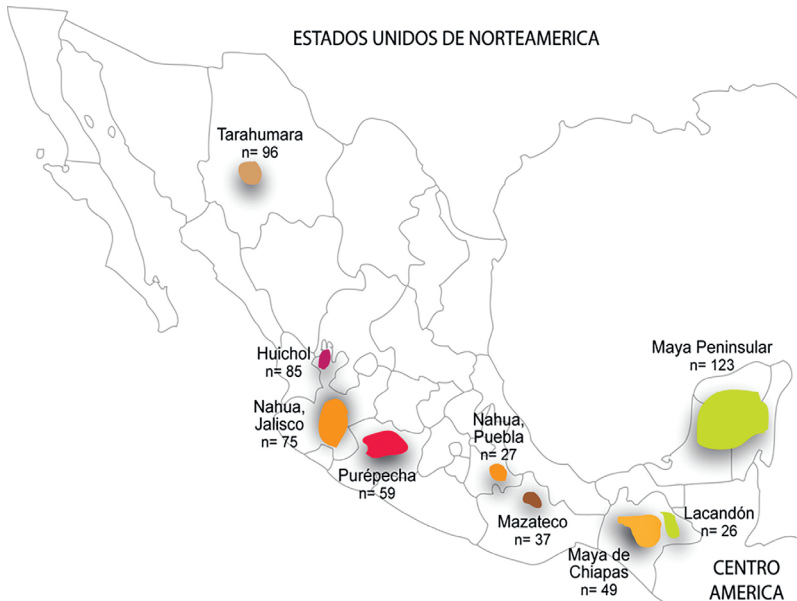 ESTADOS UNIDOS DE NORTEAMERICA
Tarahumara
n= 96
Huichol
n= 85
Maya Peninsular
n= 123
Nahua,
Jalisco
n= 75
Nahua,
Puebla
n= 27
Purépecha
n= 59
Mazateco
n= 37
Lacandón
n= 26
Maya de
Chiapas
n= 49
CENTRO
AMERICA